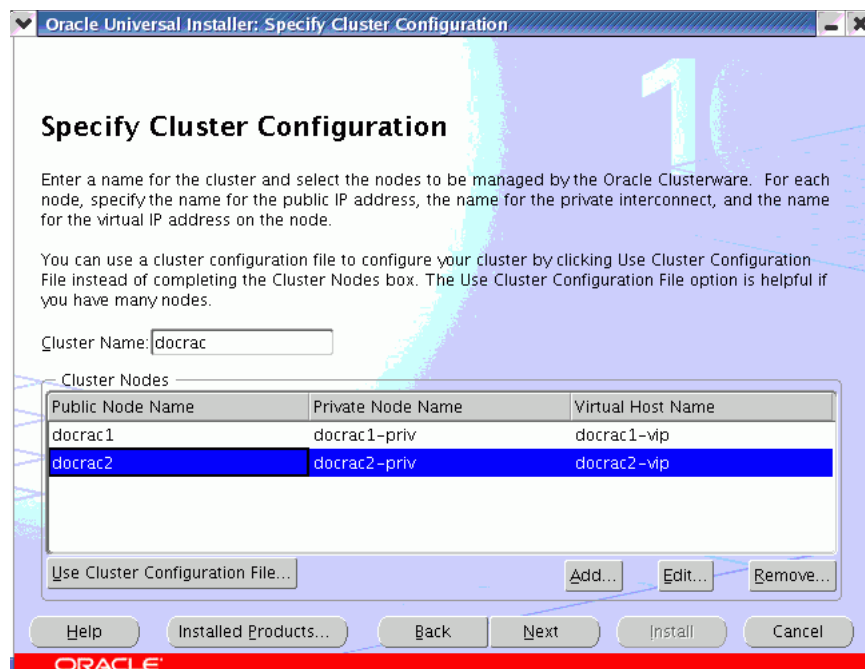 Oracle Universal Installer: Specify Cluster Configuration
1
Specify Cluster Configuration
Enter a name for the cluster and select the nodes to be managed by the Oracle Clusterware. For each
node, specify the name for the public IP address, the name for the private interconnect, and the name
for the virtual IP address on the node.
You can use a cluster configuration file to configure your cluster by clicking Use Cluster Configuration
File instead of completing the Cluster Nodes box. The Use Cluster Configuration File option is helpful if
you have many nodes.
Cluster Name: docrac
Cluster Nodes
Public Node Name Private Node Name Virtual Host Name
docrac1 docrac1-priv docrac1-vip
docrac2 docrac2-priv docrac2-vip
Use Cluster Configuration File... Add... Edit... Remove...
Help Installed Products... Back Next Install Cancel
ORACLE